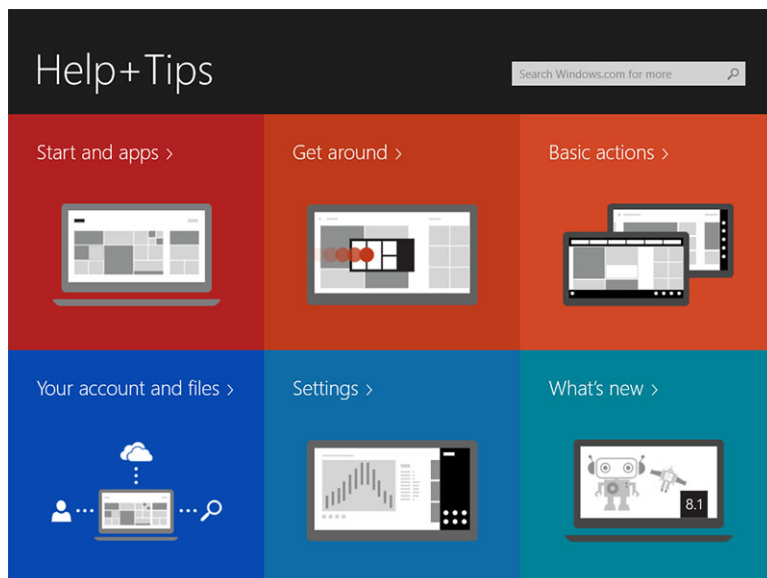 Help+Tips
Search Windows.com for more
Start and apps >
Get around >
Basic actions >
Your account and files >
Settings >
What's new >
8.1